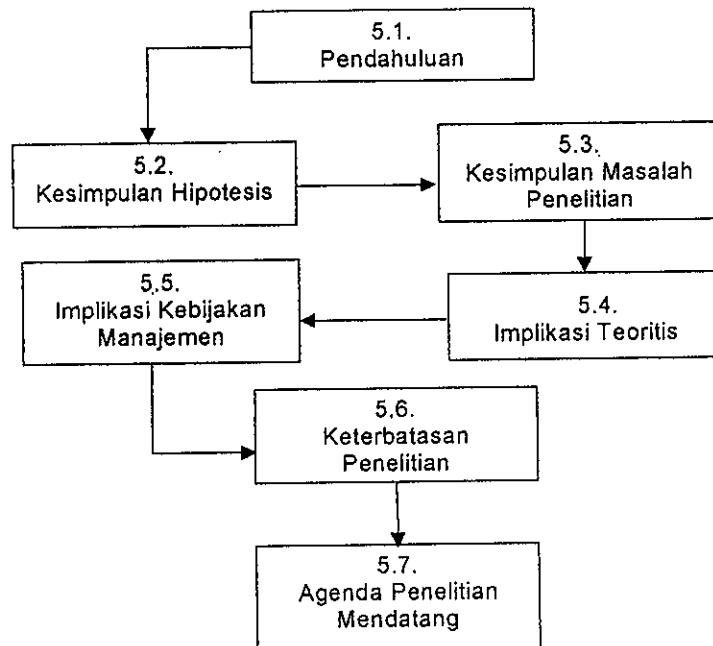 5.1.
Pendahuluan
5.2.
Kesimpulan Hipotesis
5.3.
Kesimpulan Masalah
Penelitian
5.4.
Implikasi Teoritis
5.5.
Implikasi Kebijakan
Manajemen
5.6.
Keterbatasan
Penelitian
5.7.
Agenda Penelitian
Mendatang